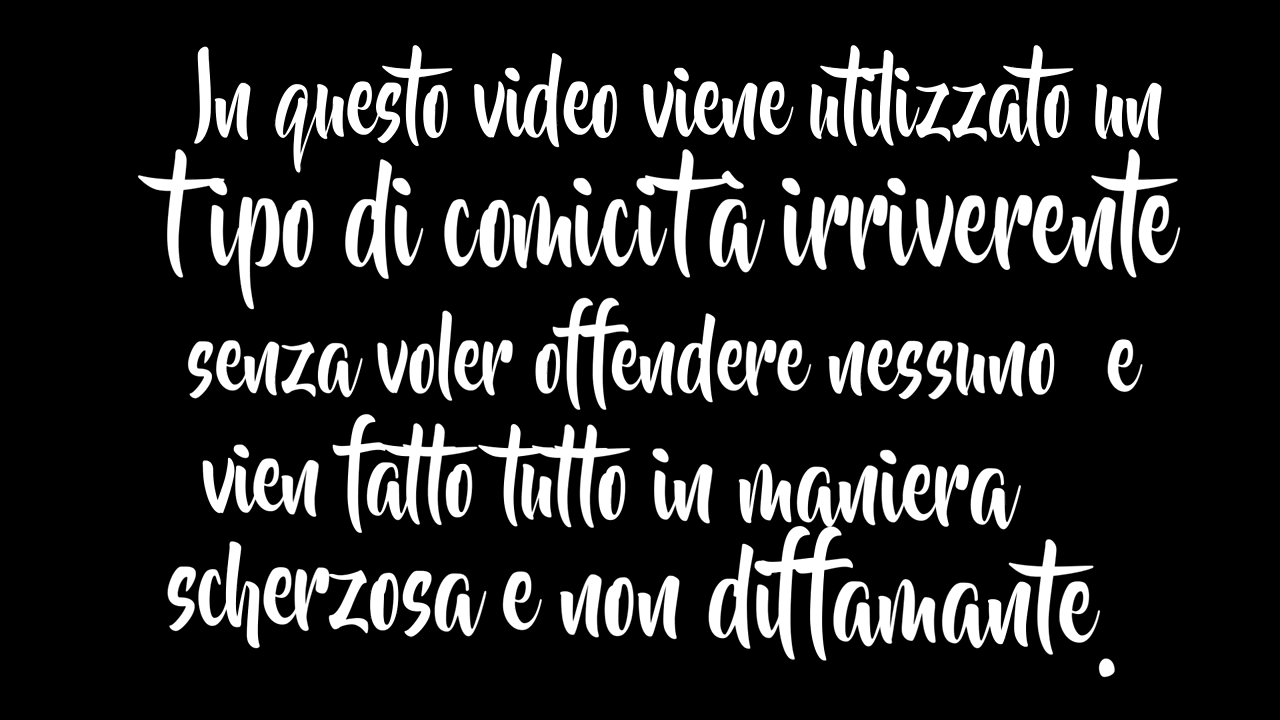 In questo video viene utilizzato un
tipo di comicità irriverente
senza voler offendere nessuno e
vien fatto tutto in maniera
scherzosa e non diffamante.